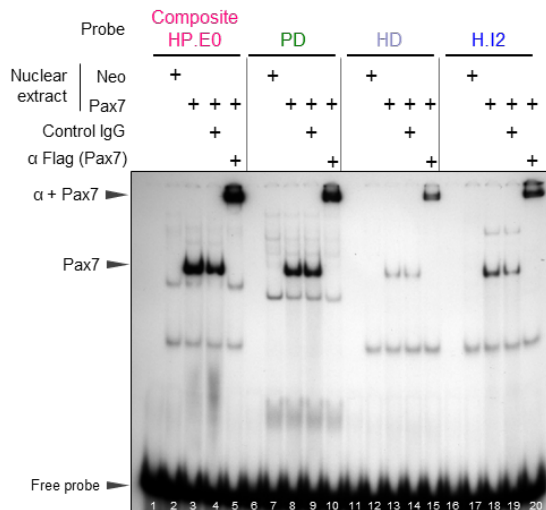 Composite
Probe HP.E0 PD HD H.I2
Nuclear extract Neo + + + +
Pax7 + + + + + + + + + + + +
Control IgG + + + +
α Flag (Pax7) + + + +
α + Pax7
Pax7
Free probe
1 2 3 4 5 6 7 8 9 10 11 12 13 14 15 16 17 18 19 20